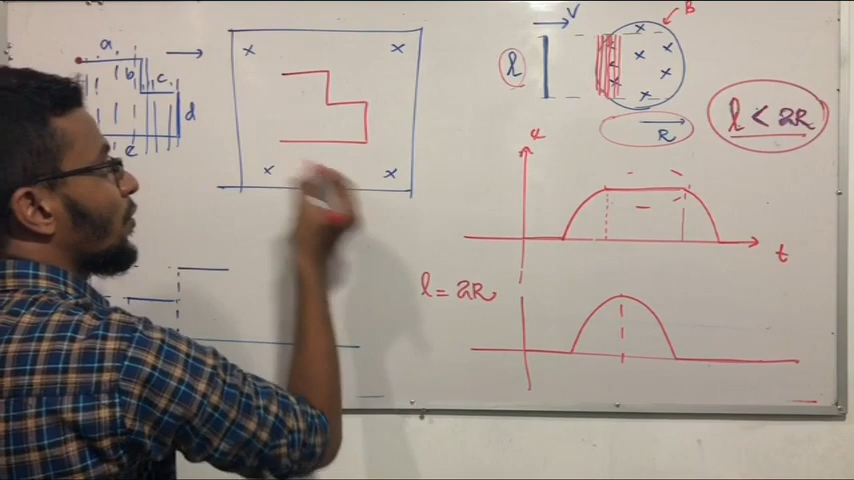 a
b
c
d
e
x x
x x
V
B
l
x
x x
x x
x
R
l < 2R
ε
t
l = 2R